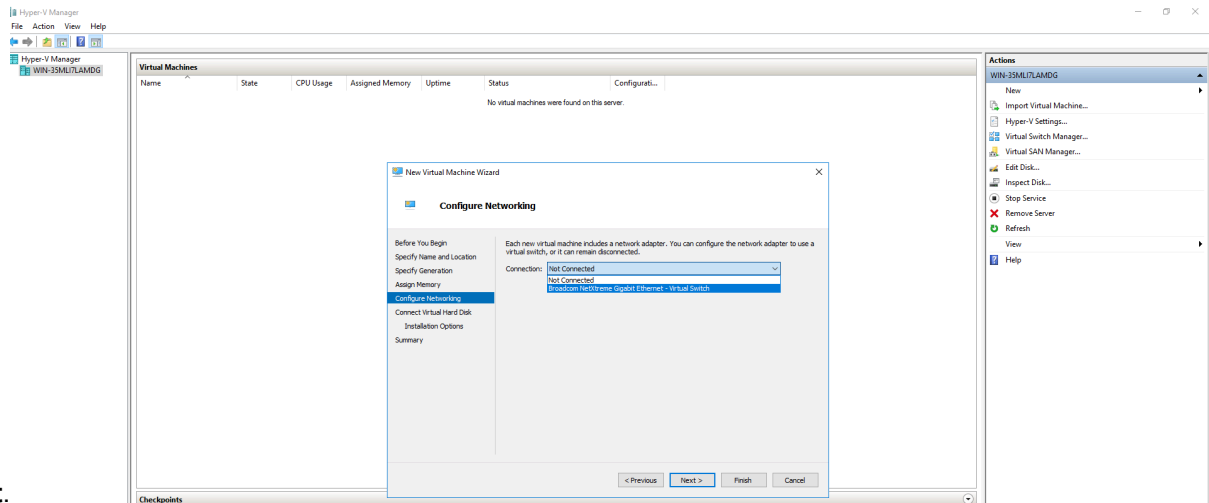 Hyper-V Manager
File Action View Help
Hyper-V Manager
WIN-35MLI7LAMDG
Virtual Machines
Name State CPU Usage Assigned Memory Uptime Status Configurati...
No virtual machines were found on this server.
New Virtual Machine Wizard
Configure Networking
Before You Begin
Specify Name and Location
Specify Generation
Assign Memory
Configure Networking
Connect Virtual Hard Disk
Installation Options
Summary
Each new virtual machine includes a network adapter. You can configure the network adapter to use a
virtual switch, or it can remain disconnected.
Connection: Not Connected
Not Connected
Broadcom NetXtreme Gigabit Ethernet - Virtual Switch
< Previous Next > Finish Cancel
Checkpoints
Actions
WIN-35MLI7LAMDG
New
Import Virtual Machine...
Hyper-V Settings...
Virtual Switch Manager...
Virtual SAN Manager...
Edit Disk...
Inspect Disk...
Stop Service
Remove Server
Refresh
View
Help